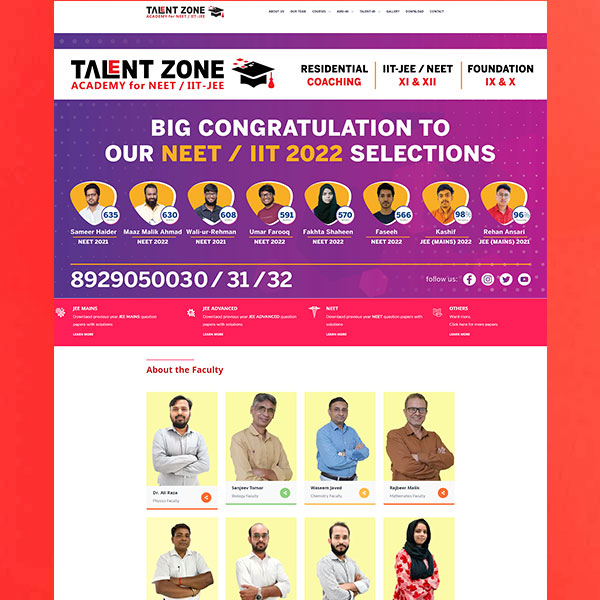 TALENT ZONE
ACADEMY for NEET / IIT-JEE
ABOUT US OUR TEAM COURSES GALLERY DOWNLOAD CONTACT
TALENT ZONE
ACADEMY for NEET / IIT-JEE
RESIDENTIAL
COACHING
IIT-JEE / NEET
XI & XII
FOUNDATION
IX & X
BIG CONGRATULATION TO
OUR NEET / IIT 2022 SELECTIONS
635 630 608 591 570 566 98% 96%
Sameer Haider Maaz Malik Ahmad Wali-ur-Rehman Umar Farooq Fakhta Shaheen Faseeh Kashif Rehan Ansari
NEET 2021 NEET 2022 NEET 2021 NEET 2022 NEET 2022 NEET 2022 JEE (MAINS) 2022 JEE (MAINS) 2021
8929050030 / 31 / 32
follow us:
JEE MAINS
Download previous year JEE MAINS question
papers with solutions
LEARN MORE
JEE ADVANCED
Download previous year JEE ADVANCED question
papers with solutions
LEARN MORE
NEET
Download previous year NEET question papers with
solutions
LEARN MORE
OTHERS
Want more,
Click here for more papers
LEARN MORE
About the Faculty
Dr. Ali Raza
Physics Faculty
Sanjeev Tomar
Biology Faculty
Waseem Javed
Chemistry Faculty
Rajbeer Malik
Mathematics Faculty